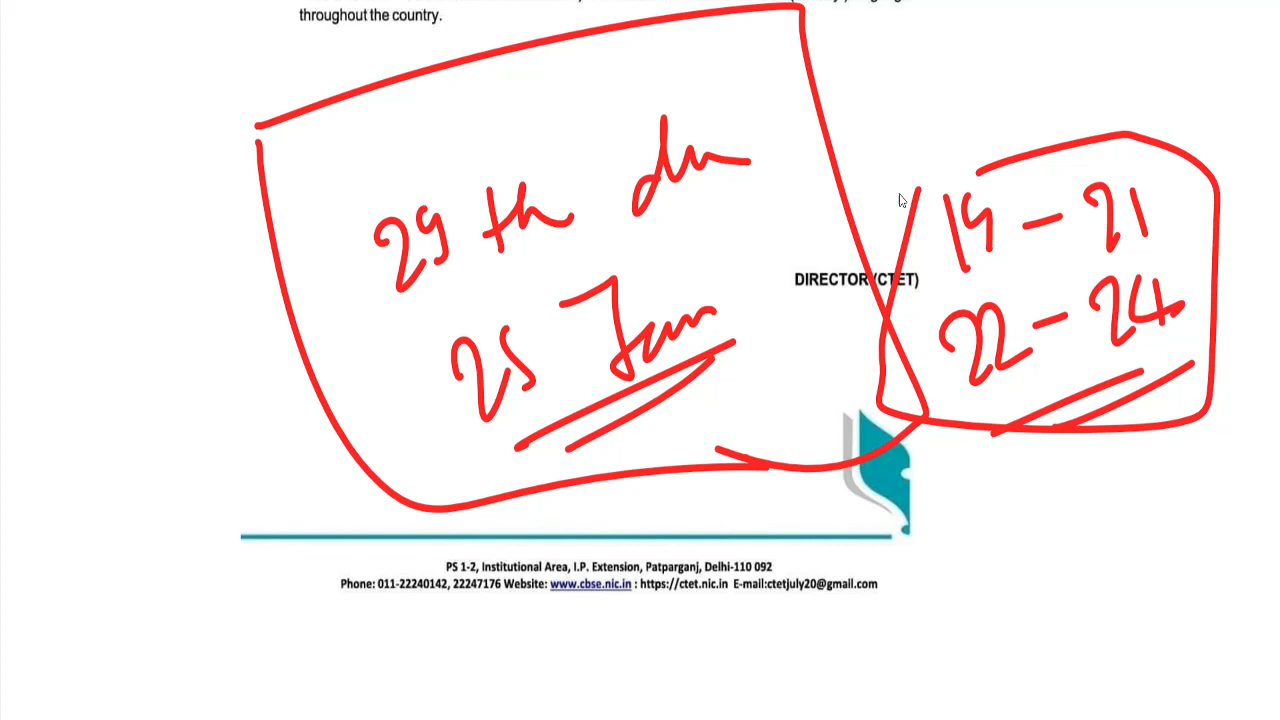 throughout the country.
29 th
25 Jan
19 - 21
22 - 24
DIRECTOR (CTET)
PS 1-2, Institutional Area, I.P. Extension, Patparganj, Delhi-110 092
Phone: 011-22240142, 22247176 Website: www.cbse.nic.in : https://ctet.nic.in E-mail:ctetjuly20@gmail.com